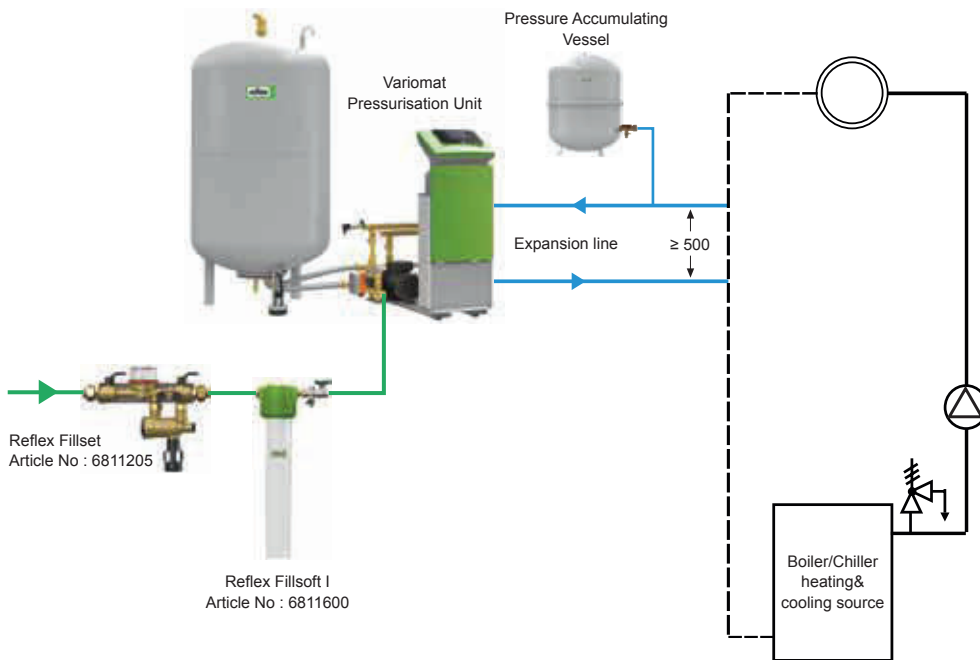 Pressure Accumulating
Vessel
Variomat
Pressurisation Unit
Expansion line
≥ 500
Reflex Fillset
Article No : 6811205
Reflex Fillsoft I
Article No : 6811600
Boiler/Chiller
heating&
cooling source